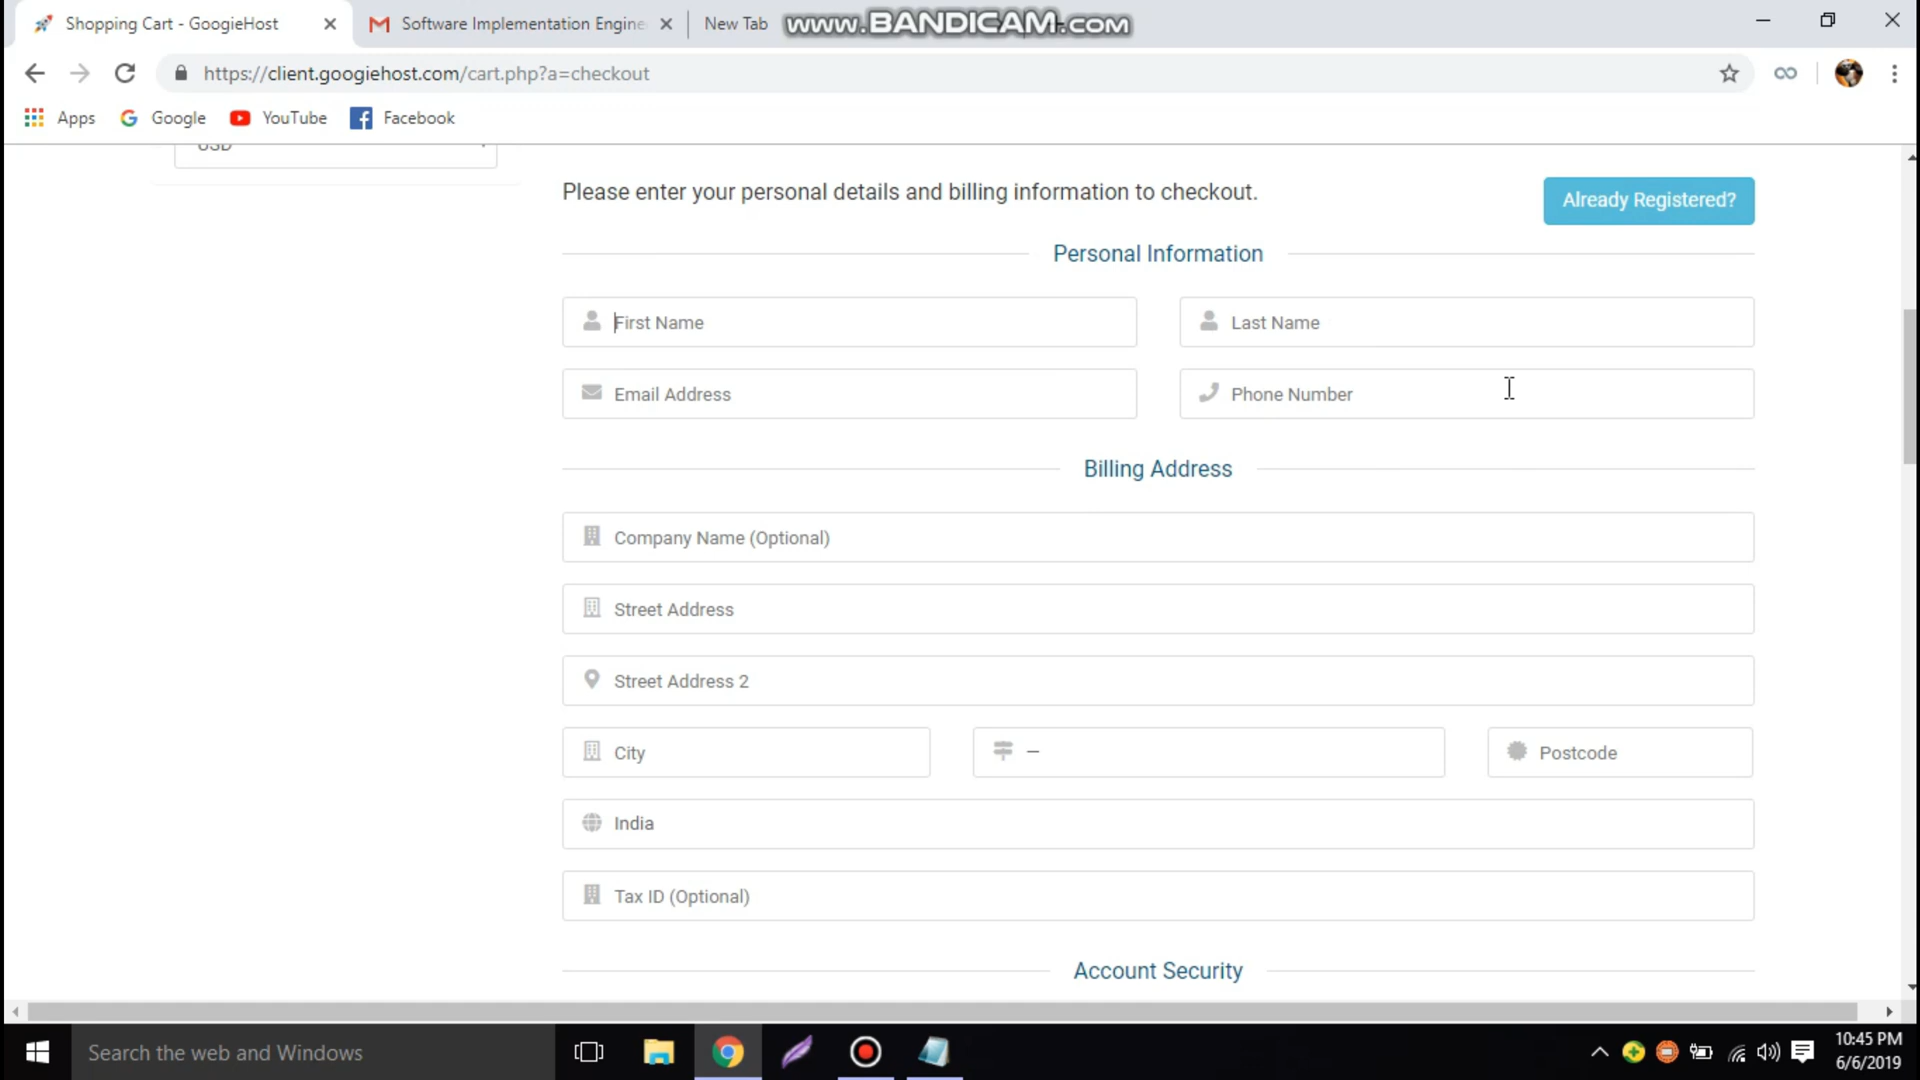 Shopping Cart - GoogieHost
Software Implementation Engine
New Tab
www.BANDICAM.com
https://client.googiehost.com/cart.php?a=checkout
Apps
Google
YouTube
Facebook
USD
Please enter your personal details and billing information to checkout.
Already Registered?
Personal Information
First Name
Last Name
Email Address
Phone Number
Billing Address
Company Name (Optional)
Street Address
Street Address 2
City
–
Postcode
India
Tax ID (Optional)
Account Security
Search the web and Windows
10:45 PM
6/6/2019